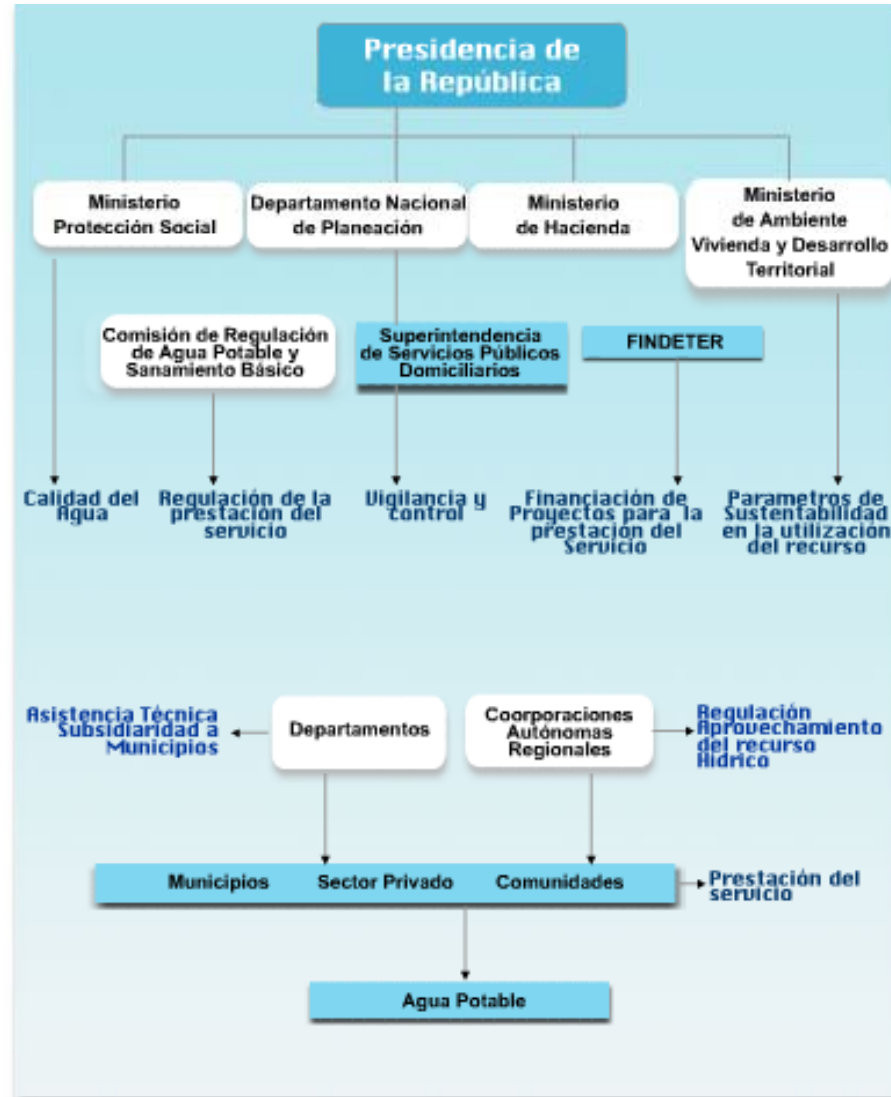 Presidencia de
la República
Ministerio
Protección Social
Departamento Nacional
de Planeación
Ministerio
de Hacienda
Ministerio
de Ambiente
Vivienda y Desarrollo
Territorial
Comisión de Regulación
de Agua Potable y
Sanamiento Básico
Superintendencia
de Servicios Públicos
Domiciliarios
FINDETER
Calidad del
Agua
Regulación de la
prestación del
servicio
Vigilancia y
control
Financiación de
Proyectos para la
prestación del
Servicio
Parametros de
Sustentabilidad
en la utilización
del recurso
Asistencia Técnica
Subsidiaridad a
Municipios
Departamentos
Coorporaciones
Autónomas
Regionales
Regulación
Aprovechamiento
del recurso
Hídrico
Municipios Sector Privado Comunidades
Prestación del
servicio
Agua Potable